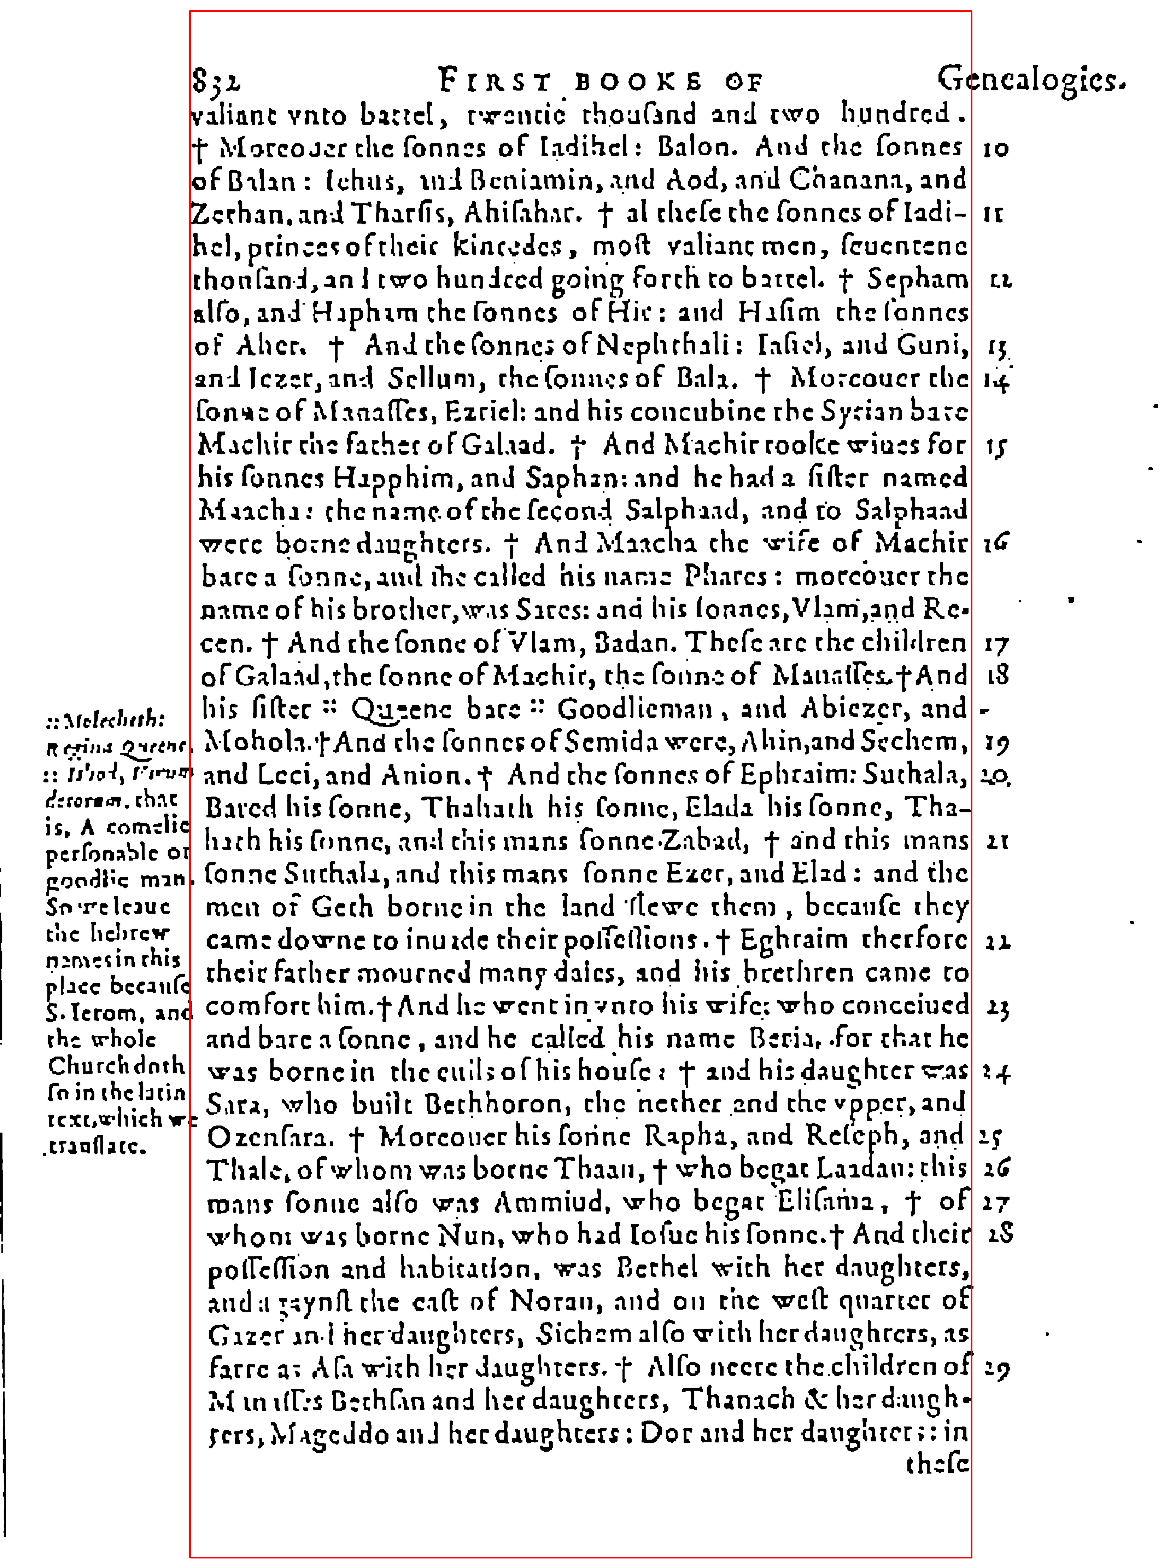 832 FIRST BOOKE OF Genealogies.
valiant vnto battel, twentie thouſand and two hundred.
† Moreouer the ſonnes of Iadihel: Balon. And the ſonnes 10
of Balan: Iehus, and Beniamin, and Aod, and Chanana, and
Zethan, and Tharſis, Ahiſahar. † al theſe the ſonnes of Iadi- 11
hel, princes of their kinredes, moſt valiant men, ſeuentene
thouſand, and two hundred going forth to battel. † Sepham 12
alſo, and Hapham the ſonnes of Hir: and Haſim the ſonnes
of Aher. † And the ſonnes of Nephthali: Iaſiel, and Guni, 13
and Iezer, and Sellum, the ſonnes of Bala. † Moreouer the 14
ſonne of Manaſſes, Ezriel: and his concubine the Syrian bare
Machir the father of Galaad. † And Machir tooke wiues for 15
his ſonnes Happhim, and Saphan: and he had a ſiſter named
Maacha: the name of the ſecond Salphaad, and to Salphaad
were borne daughters. † And Maacha the wife of Machir 16
bare a ſonne, and ſhe called his name Phares: moreouer the
name of his brother, was Sares: and his ſonnes, Vlam, and Re-
cen. † And the ſonne of Vlam, Badan. Theſe are the children 17
of Galaad, the ſonne of Machir, the ſonne of Manaſſes. † And 18
his ſiſter :: Queene bare :: Goodlieman, and Abiezer, and
Mohola. † And the ſonnes of Semida were, Ahin, and Sechem, 19
and Leci, and Anion. † And the ſonnes of Ephraim: Suthala, 20
Bared his ſonne, Thahath his ſonne, Elada his ſonne, Tha-
hath his ſonne, and this mans ſonne Zabad, † and this mans 21
ſonne Suthala, and this mans ſonne Ezer, and Elad: and the
men of Geth borne in the land ſlewe them, becauſe they
came downe to inuade their poſſeſſions. † Eghraim therfore 22
their father mourned many daies, and his brethren came to
comfort him. † And he went in vnto his wife: who conceiued 23
and bare a ſonne, and he called his name Beria, for that he
was borne in the euils of his houſe: † and his daughter was 24
Sara, who built Bethhoron, the nether and the vpper, and
Ozenſara. † Moreouer his ſonne Rapha, and Reſeph, and 25
Thale, of whom was borne Thaan, † who begat Laadan: this 26
mans ſonne alſo was Ammiud, who begat Eliſama, † of 27
whom was borne Nun, who had Ioſue his ſonne. † And their 28
poſſeſſion and habitation, was Bethel with her daughters,
and agaynſt the eaſt of Noran, and on the weſt quarter of
Gazer and her daughters, Sichem alſo with her daughters, as
farre as Aſa with her daughters. † Alſo neere the children of 29
Manaſſes Bethſan and her daughters, Thanach & her daugh-
ters, Mageddo and her daughters: Dor and her daughters: in
theſe
:: Melecheth:
Regina Queene.
:: Iſhod, Virum
decorum. that
is, A comelie
perſonable or
goodlie man.
So we leaue
the hebrew
names in this
place becauſe
S. Ierom, and
the whole
Church doth
ſo in the latin
text, which we
tranſlate.